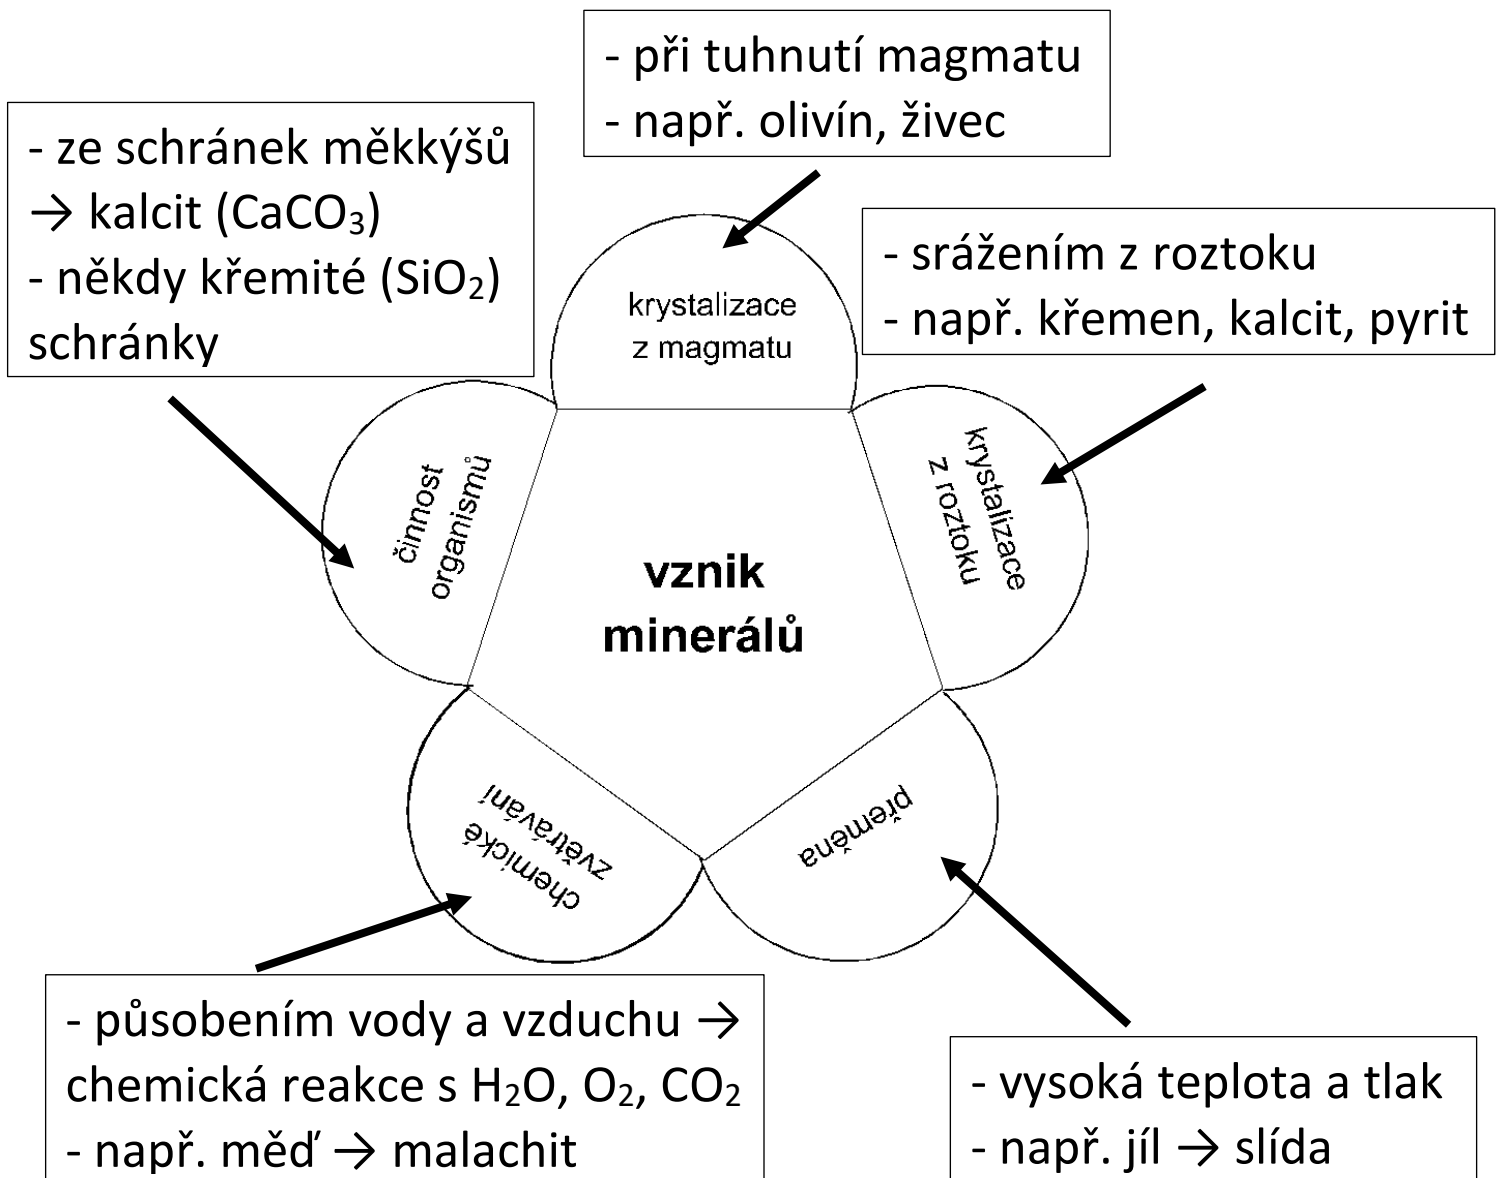 - při tuhnutí magmatu
- např. olivín, živec
- ze schránek měkkýšů
→ kalcit (CaCO₃)
- někdy křemité (SiO₂)
schránky
- srážením z roztoku
- např. křemen, kalcit, pyrit
krystalizace
z magmatu
činnost
organismů
krystalizace
z roztoku
vznik
minerálů
chemické
zvětrávání
přeměna
- působením vody a vzduchu →
chemická reakce s H₂O, O₂, CO₂
- např. měď → malachit
- vysoká teplota a tlak
- např. jíl → slída